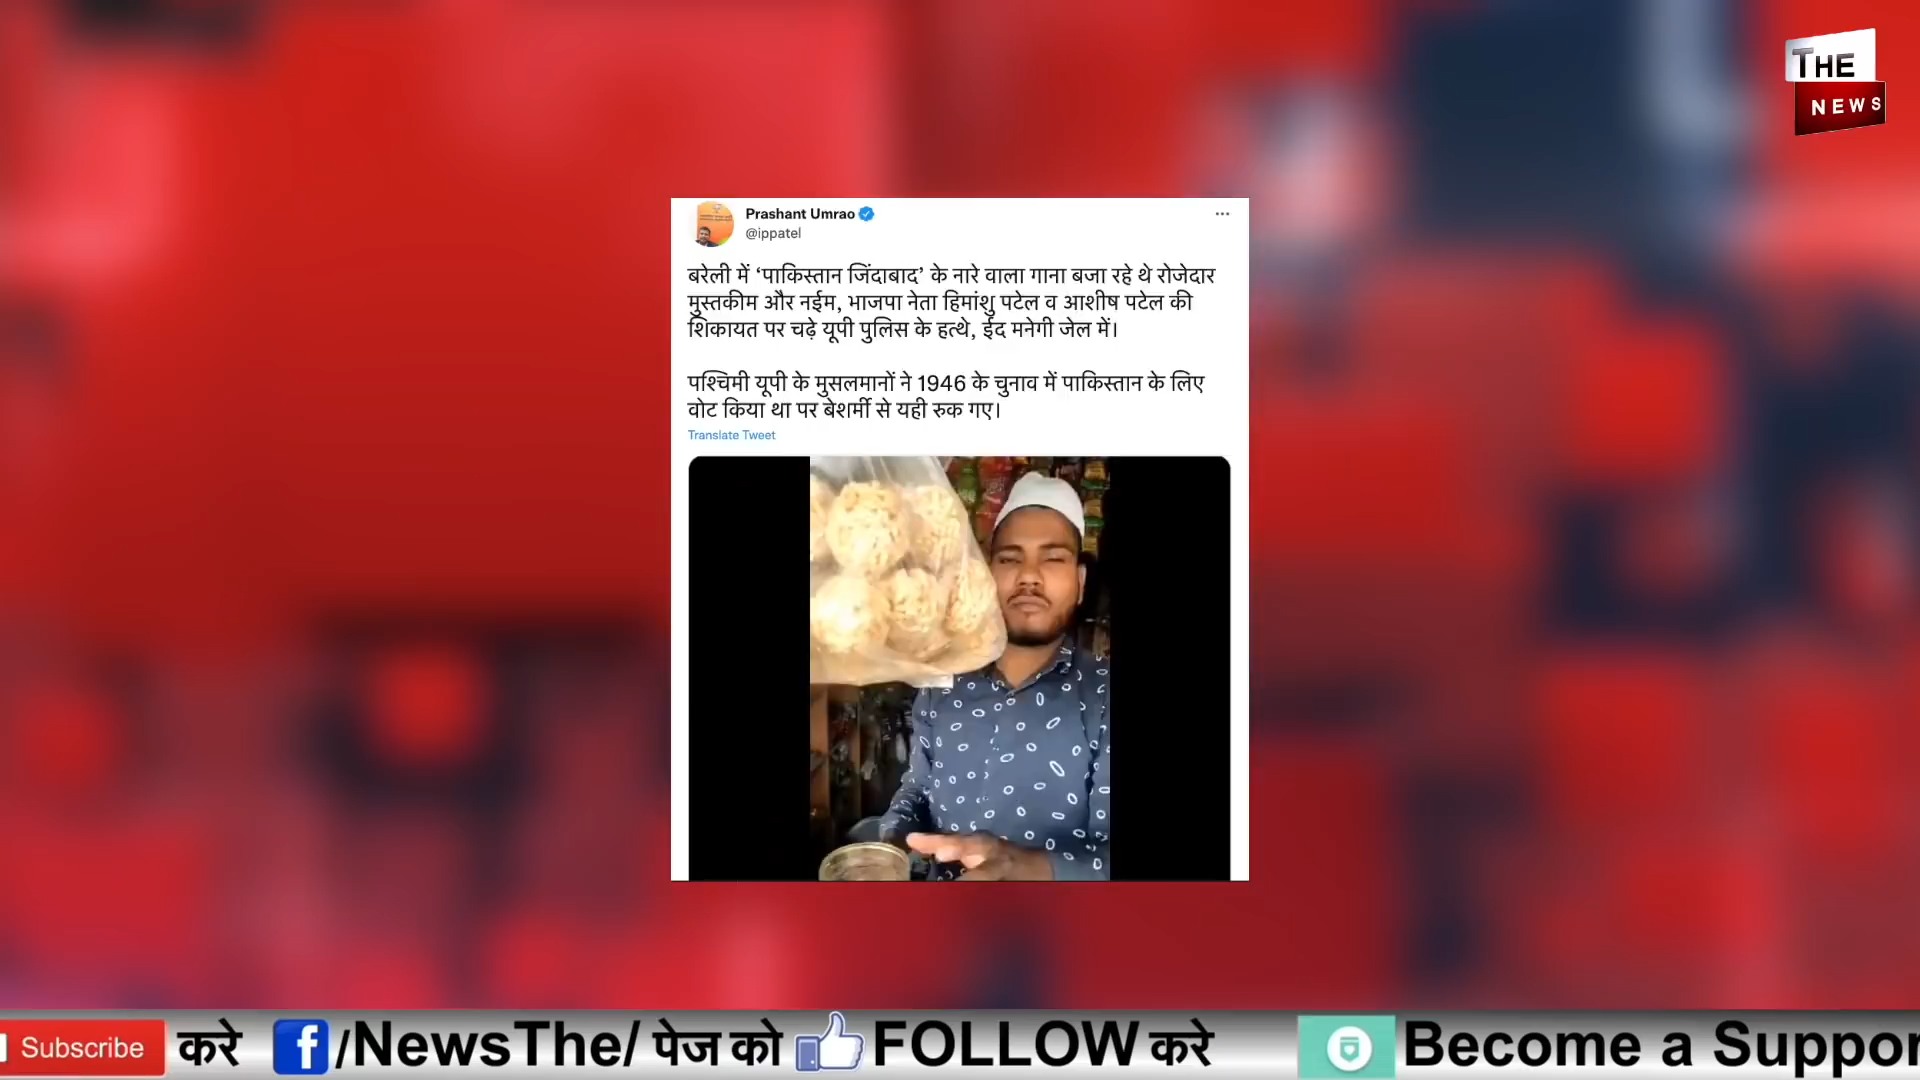 THE
NEWS
Prashant Umrao
@ippatel
बरेली में ‘पाकिस्तान जिंदाबाद’ के नारे वाला गाना बजा रहे थे रोजेदार
मुस्तकीम और नईम, भाजपा नेता हिमांशु पटेल व आशीष पटेल की
शिकायत पर चढ़े यूपी पुलिस के हत्थे, ईद मनेगी जेल में।
पश्चिमी यूपी के मुसलमानों ने 1946 के चुनाव में पाकिस्तान के लिए
वोट किया था पर बेशर्मी से यही रुक गए।
Translate Tweet
Subscribe करे f/NewsThe/ पेज को FOLLOW करे Become a Suppor